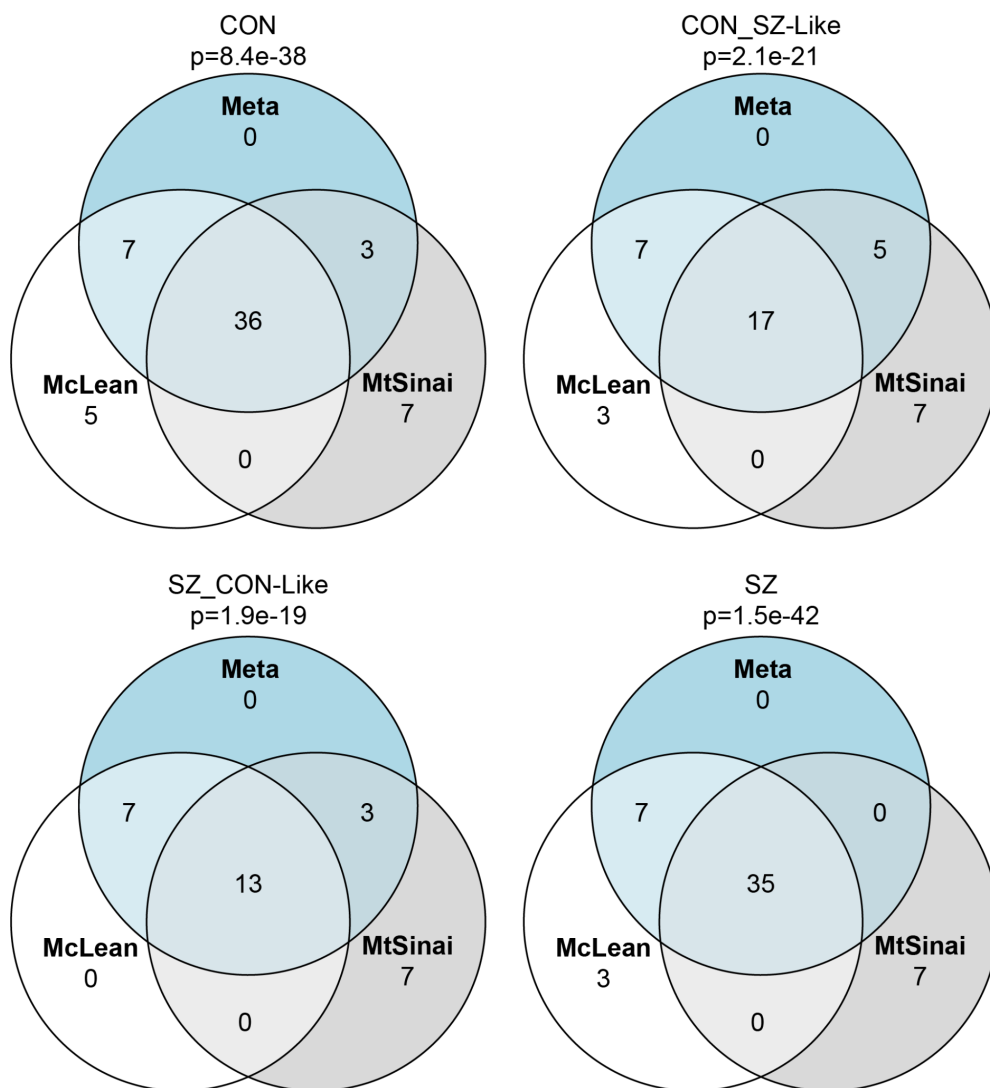 CON
p=8.4e-38
Meta
0
7
3
36
McLean
5
MtSinai
7
0
CON_SZ-Like
p=2.1e-21
Meta
0
7
5
17
McLean
3
MtSinai
7
0
SZ_CON-Like
p=1.9e-19
Meta
0
7
3
13
McLean
0
MtSinai
7
0
SZ
p=1.5e-42
Meta
0
7
0
35
McLean
3
MtSinai
7
0